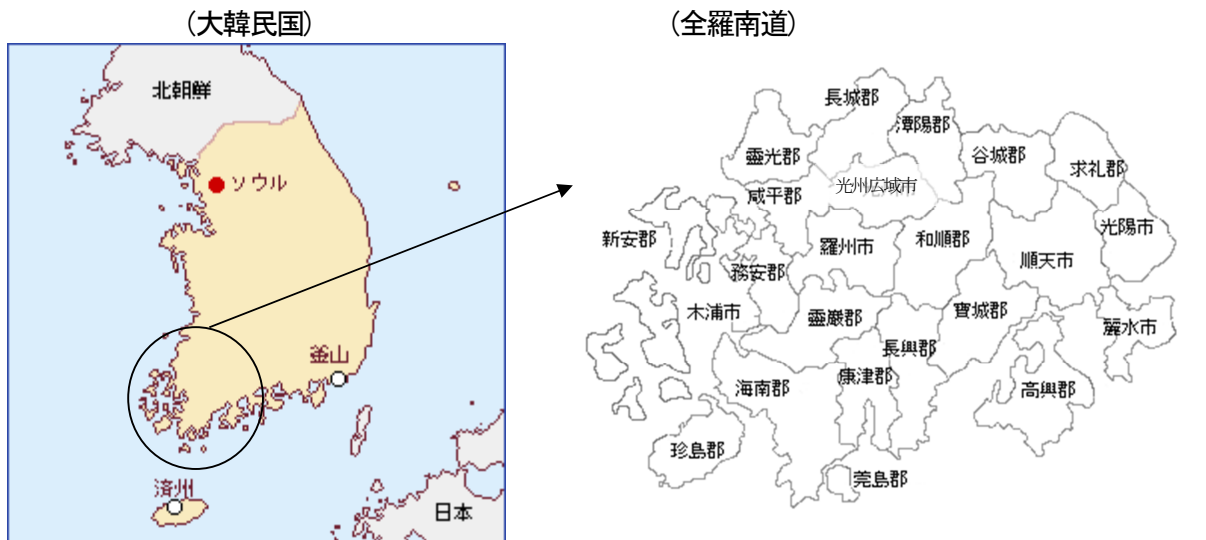 （大韓民国）
（全羅南道）
北朝鮮
ソウル
釜山
済州
日本
長城郡
潭陽郡
靈光郡
谷城郡
求礼郡
光州広域市
咸平郡
光陽市
新安郡
羅州市
和順郡
順天市
務安郡
木浦市
靈巖郡
寶城郡
麗水市
長興郡
康津郡
海南郡
高興郡
珍島郡
莞島郡